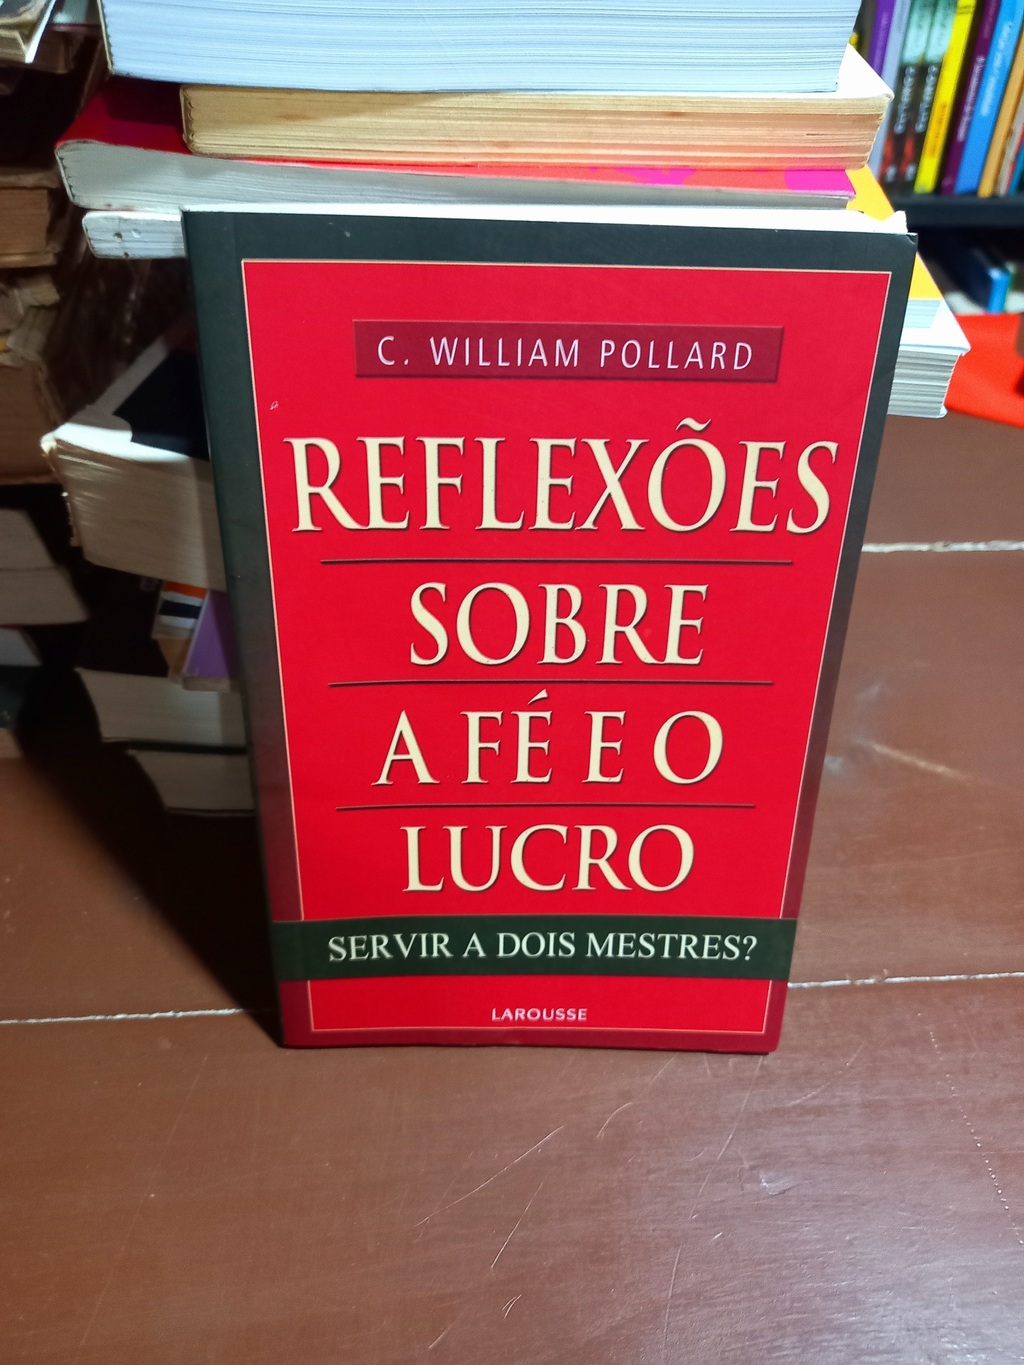 C. WILLIAM POLLARD
REFLEXÕES
SOBRE
A FÉ E O
LUCRO
SERVIR A DOIS MESTRES?
LAROUSSE